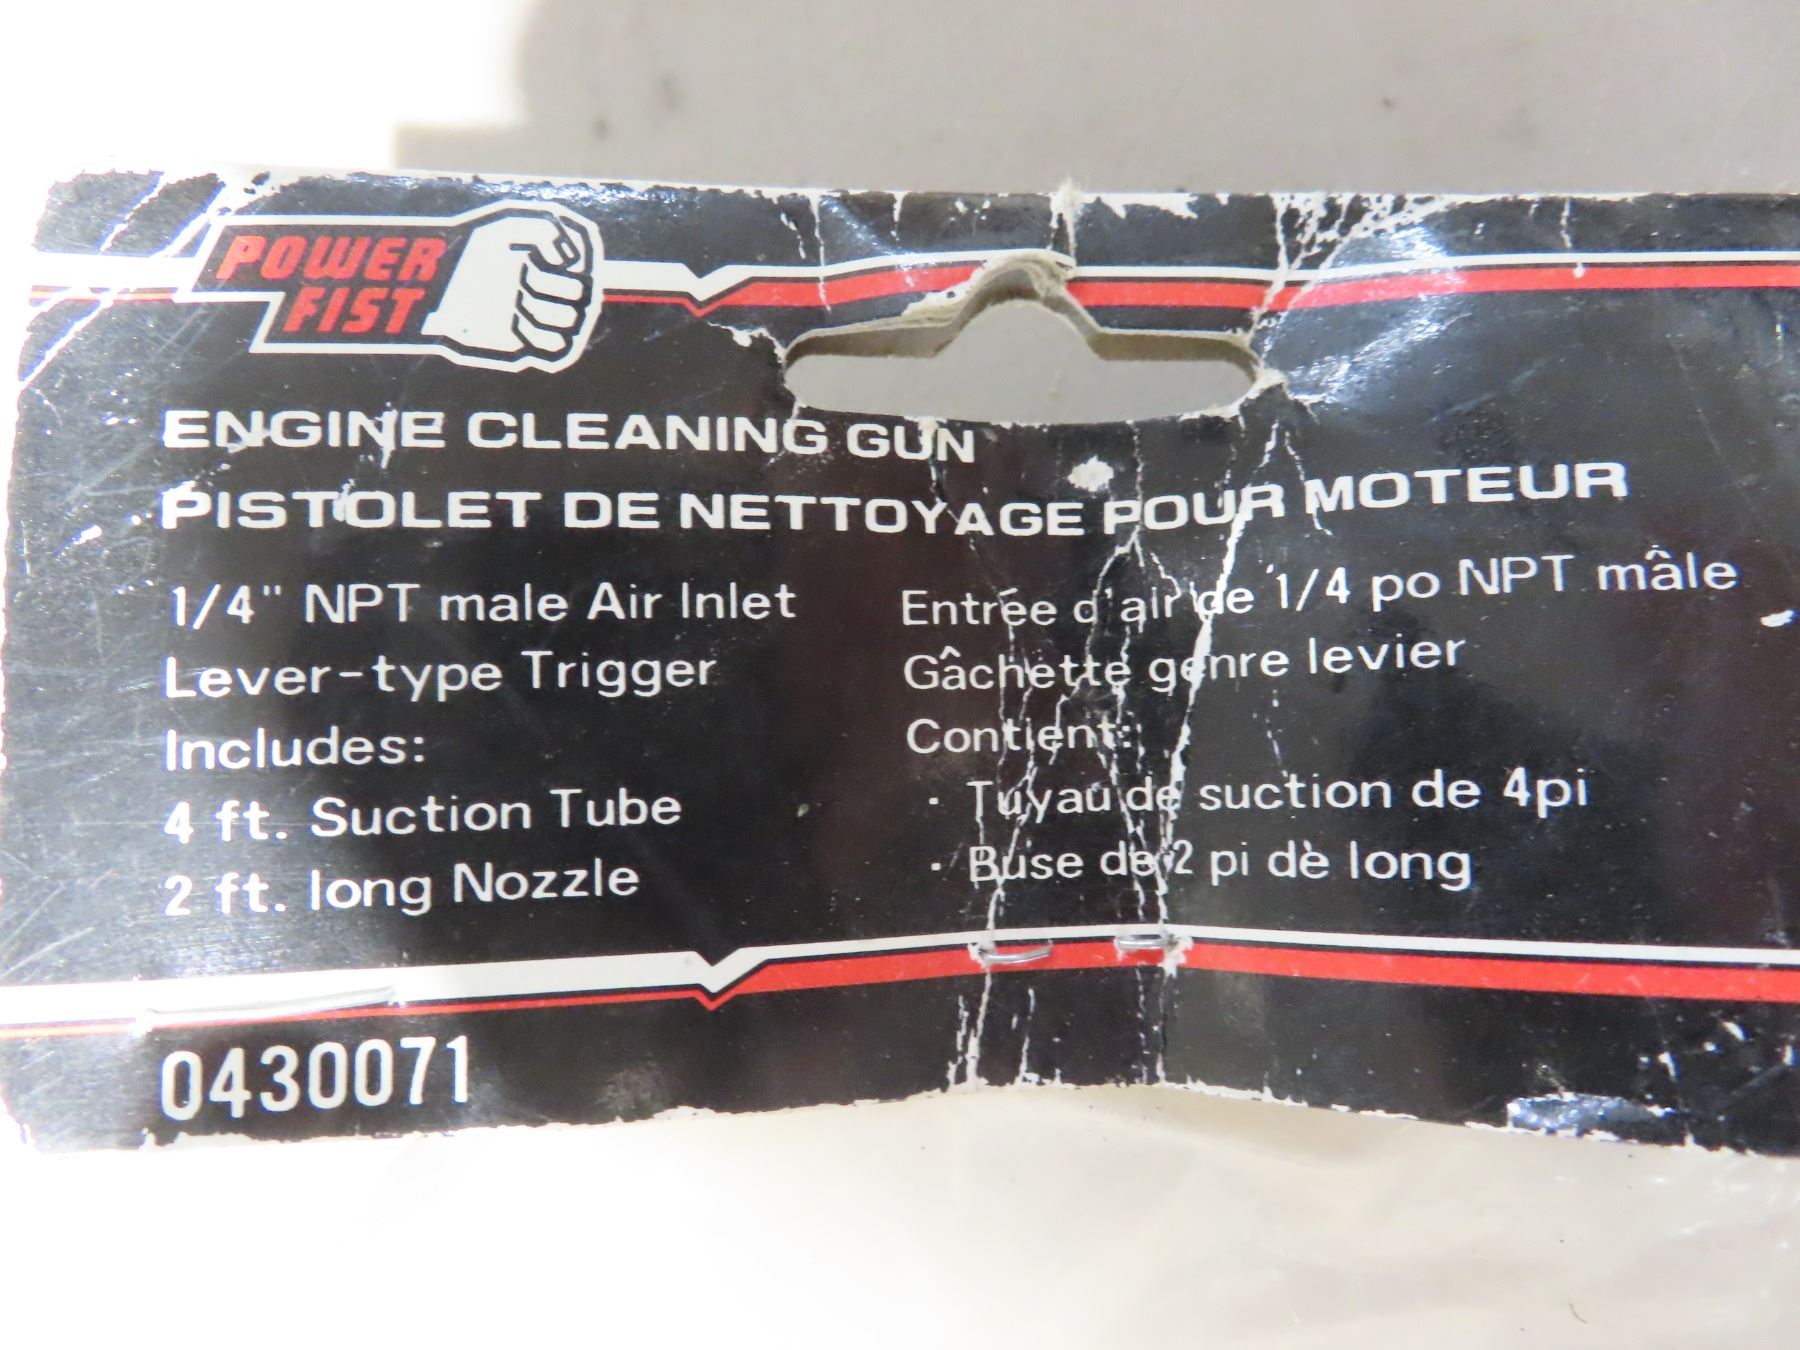 POWER
FIST
ENGINE CLEANING GUN
PISTOLET DE NETTOYAGE POUR MOTEUR
1/4" NPT male Air Inlet
Lever-type Trigger
Includes:
4 ft. Suction Tube
2 ft. long Nozzle
Entrée d'air de 1/4 po NPT mâle
Gâchette genre levier
Contient:
· Tuyau de suction de 4pi
· Buse de 2 pi dè long
0430071